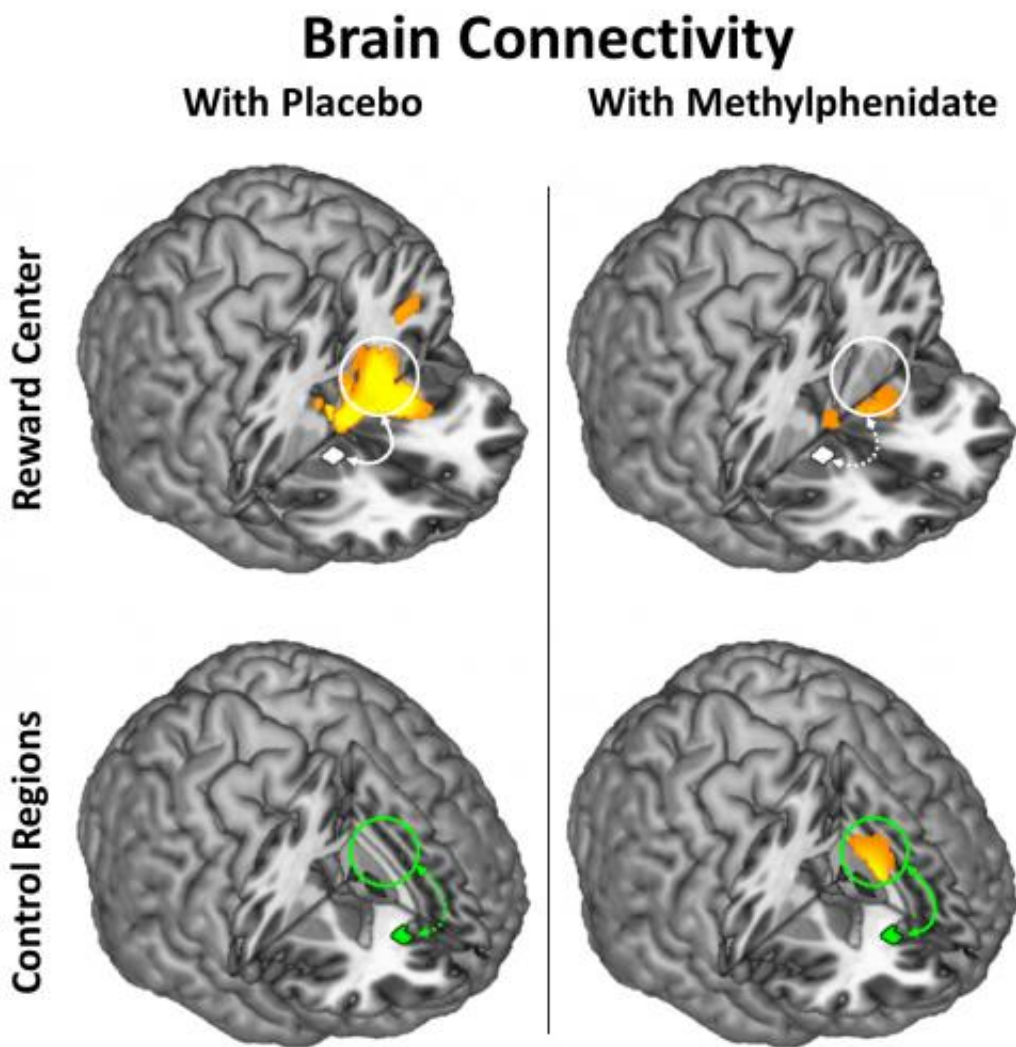 Brain Connectivity
With Placebo
With Methylphenidate
Reward Center
Control Regions